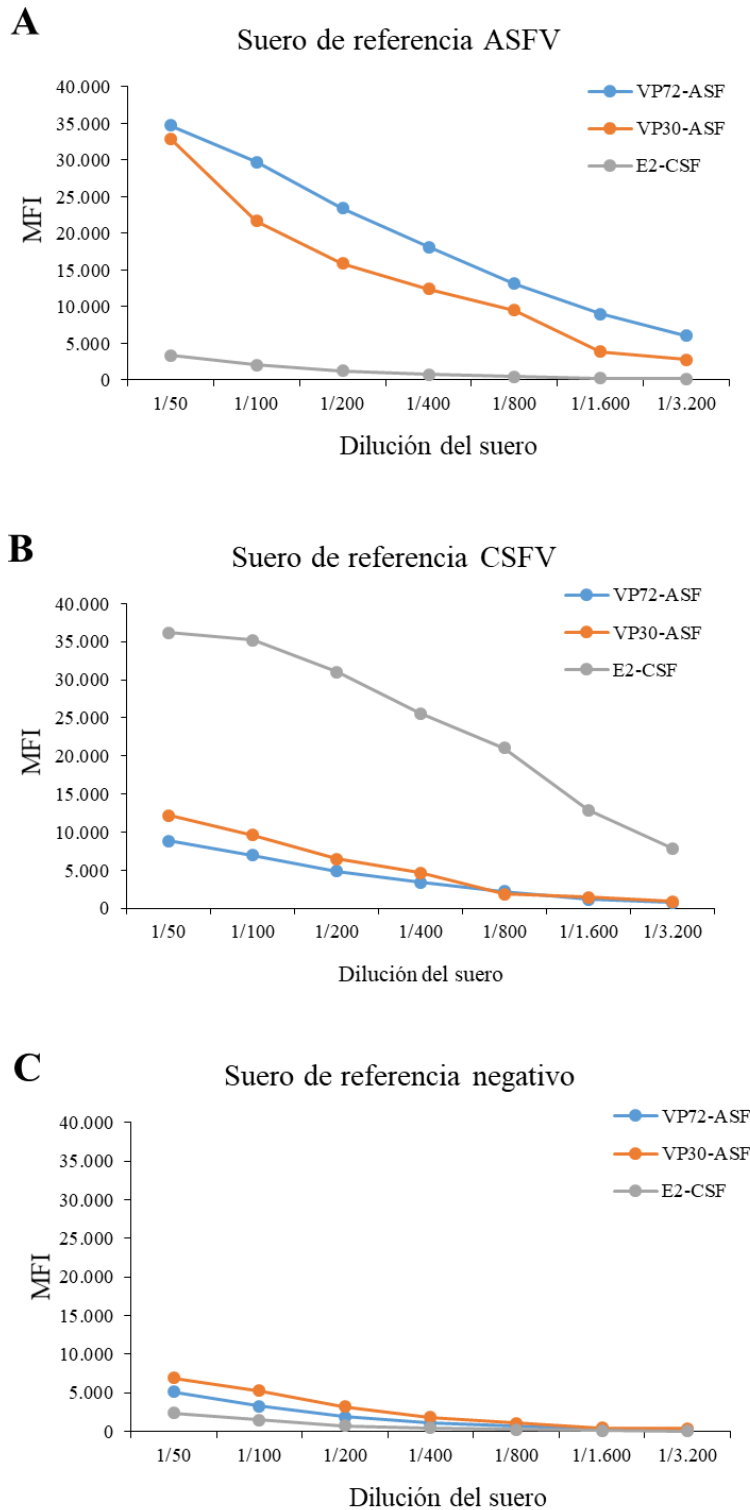 A
Suero de referencia ASFV
VP72-ASF
VP30-ASF
E2-CSF
MFI
40.000
35.000
30.000
25.000
20.000
15.000
10.000
5.000
0
1/50 1/100 1/200 1/400 1/800 1/1.600 1/3.200
Dilución del suero
B
Suero de referencia CSFV
VP72-ASF
VP30-ASF
E2-CSF
MFI
40.000
35.000
30.000
25.000
20.000
15.000
10.000
5.000
0
1/50 1/100 1/200 1/400 1/800 1/1.600 1/3.200
Dilución del suero
C
Suero de referencia negativo
VP72-ASF
VP30-ASF
E2-CSF
MFI
40.000
35.000
30.000
25.000
20.000
15.000
10.000
5.000
0
1/50 1/100 1/200 1/400 1/800 1/1.600 1/3.200
Dilución del suero